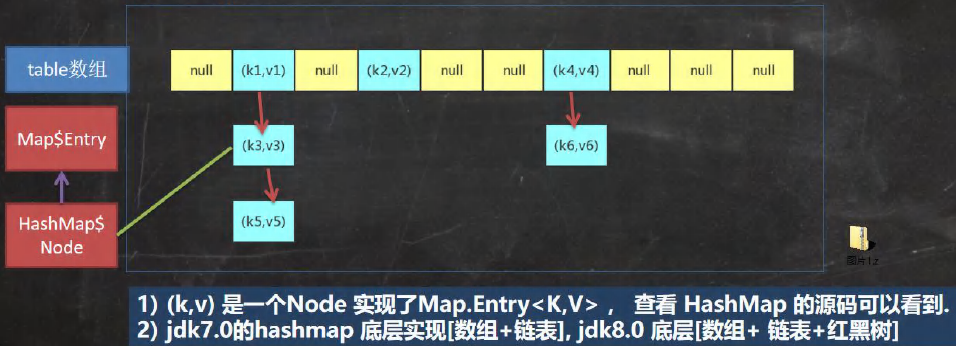 table数组
null (k1,v1) null (k2,v2) null null (k4,v4) null null null
Map$Entry
(k3,v3) (k6,v6)
HashMap$
Node
(k5,v5)
图片1.z
1) (k,v) 是一个Node 实现了Map.Entry<K,V> , 查看 HashMap 的源码可以看到.
2) jdk7.0的hashmap 底层实现[数组+链表], jdk8.0 底层[数组+ 链表+红黑树]